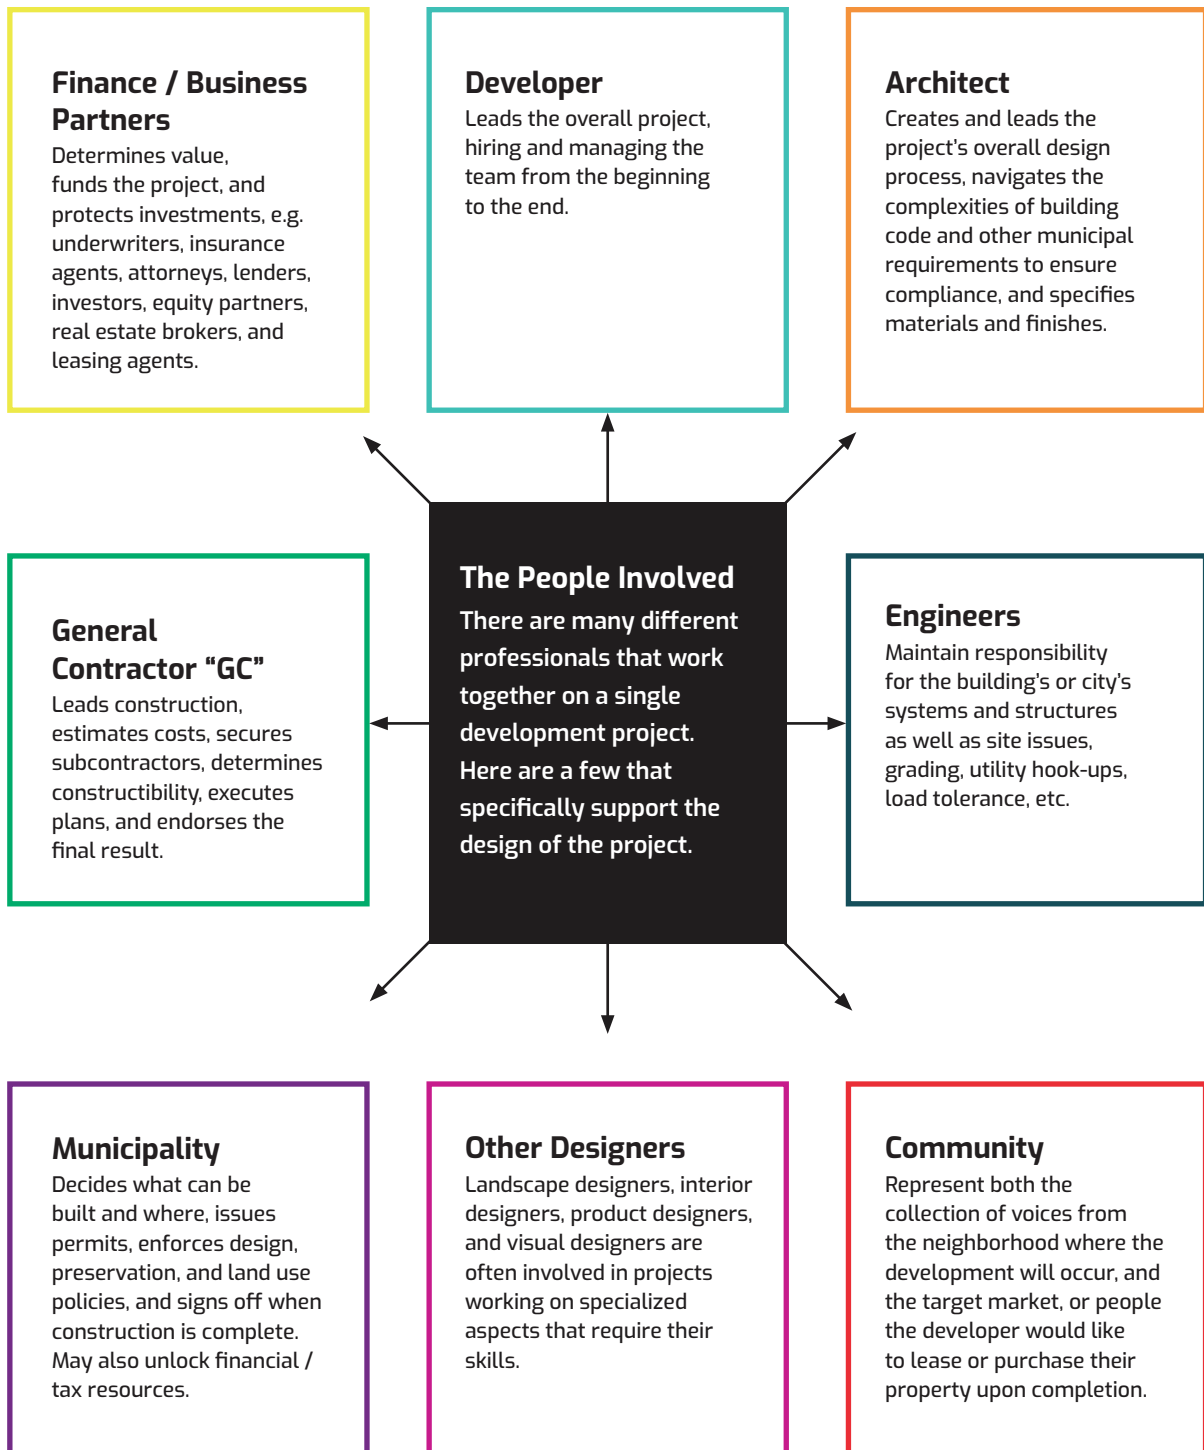 Finance / Business
Partners
Determines value,
funds the project, and
protects investments, e.g.
underwriters, insurance
agents, attorneys, lenders,
investors, equity partners,
real estate brokers, and
leasing agents.
Developer
Leads the overall project,
hiring and managing the
team from the beginning
to the end.
Architect
Creates and leads the
project’s overall design
process, navigates the
complexities of building
code and other municipal
requirements to ensure
compliance, and specifies
materials and finishes.
General
Contractor “GC”
Leads construction,
estimates costs, secures
subcontractors, determines
constructibility, executes
plans, and endorses the
final result.
The People Involved
There are many different
professionals that work
together on a single
development project.
Here are a few that
specifically support the
design of the project.
Engineers
Maintain responsibility
for the building’s or city’s
systems and structures
as well as site issues,
grading, utility hook-ups,
load tolerance, etc.
Municipality
Decides what can be
built and where, issues
permits, enforces design,
preservation, and land use
policies, and signs off when
construction is complete.
May also unlock financial /
tax resources.
Other Designers
Landscape designers, interior
designers, product designers,
and visual designers are
often involved in projects
working on specialized
aspects that require their
skills.
Community
Represent both the
collection of voices from
the neighborhood where the
development will occur, and
the target market, or people
the developer would like
to lease or purchase their
property upon completion.